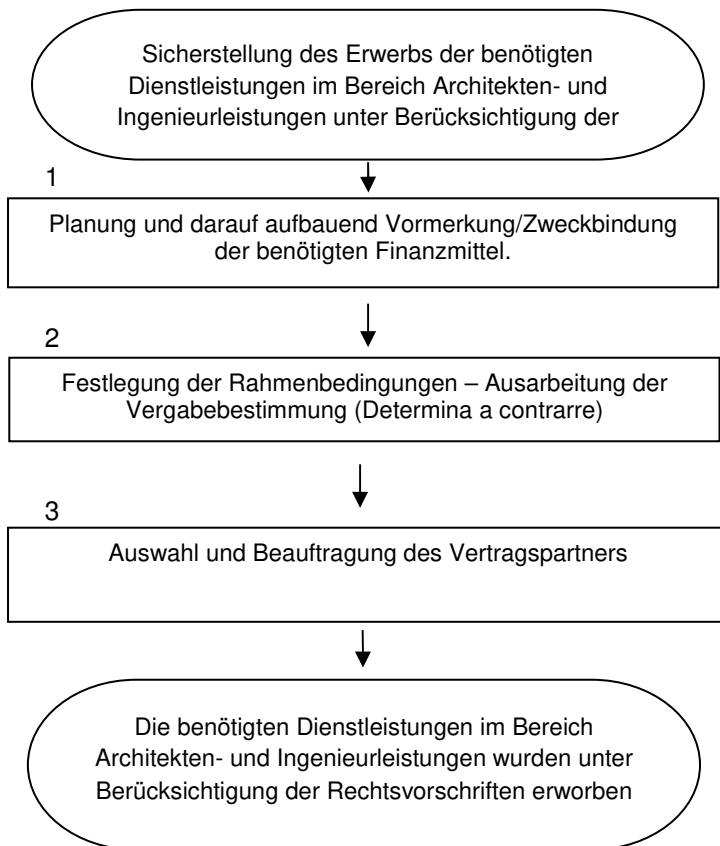 Sicherstellung des Erwerbs der benötigten
Dienstleistungen im Bereich Architekten- und
Ingenieurleistungen unter Berücksichtigung der
1
Planung und darauf aufbauend Vormerkung/Zweckbindung
der benötigten Finanzmittel.
2
Festlegung der Rahmenbedingungen – Ausarbeitung der
Vergabebestimmung (Determina a contrarre)
3
Auswahl und Beauftragung des Vertragspartners
Die benötigten Dienstleistungen im Bereich
Architekten- und Ingenieurleistungen wurden unter
Berücksichtigung der Rechtsvorschriften erworben